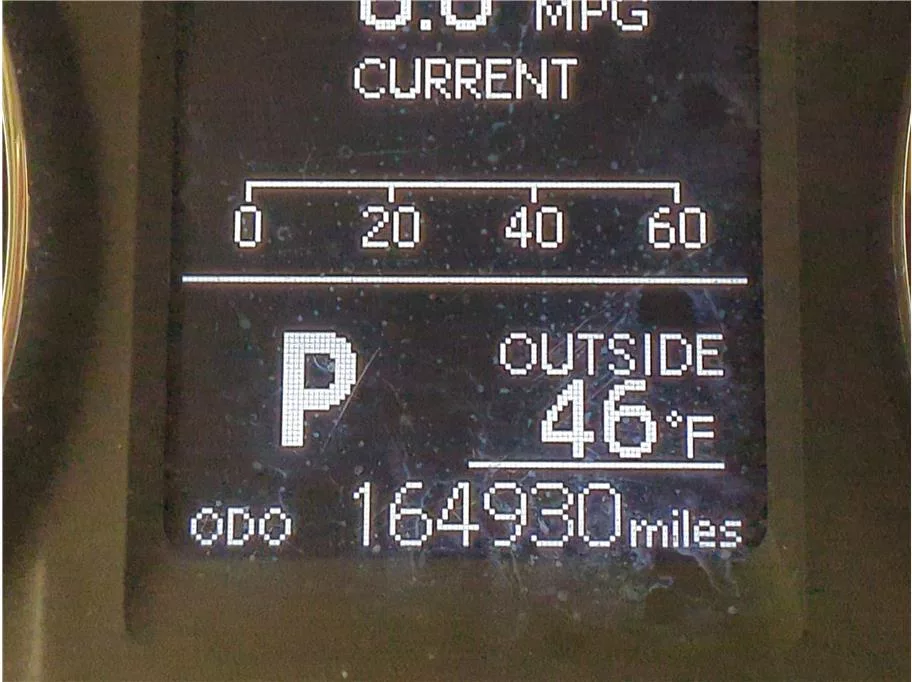 MPG
CURRENT
0 20 40 60
P
OUTSIDE
46°F
ODO 164930 miles